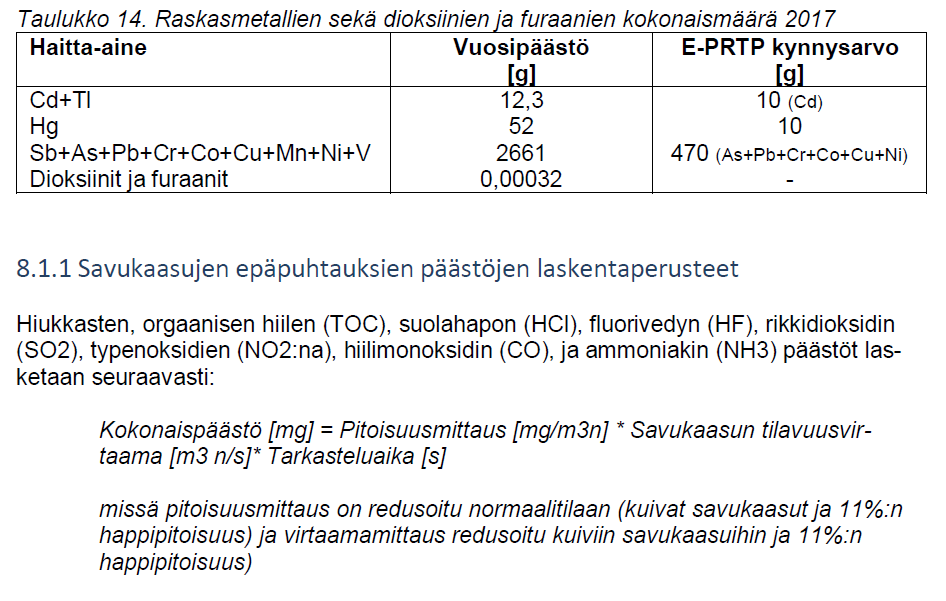 Taulukko 14. Raskasmetallien sekä dioksiinien ja furaanien kokonaismäärä 2017
Haitta-aine Vuosipäästö [g] E-PRTP kynnysarvo [g]
Cd+Tl 12,3 10 (Cd)
Hg 52 10
Sb+As+Pb+Cr+Co+Cu+Mn+Ni+V 2661 470 (As+Pb+Cr+Co+Cu+Ni)
Dioksiinit ja furaanit 0,00032 -
8.1.1 Savukaasujen epäpuhtauksien päästöjen laskentaperusteet
Hiukkasten, orgaanisen hiilen (TOC), suolahapon (HCl), fluorivedyn (HF), rikkidioksidin
(SO2), typenoksidien (NO2:na), hiilimonoksidin (CO), ja ammoniakin (NH3) päästöt las-
ketaan seuraavasti:
Kokonaispäästö [mg] = Pitoisuusmittaus [mg/m3n] * Savukaasun tilavuusvir-
taama [m3 n/s]* Tarkasteluaika [s]
missä pitoisuusmittaus on redusoitu normaalitilaan (kuivat savukaasut ja 11%:n
happipitoisuus) ja virtaamamittaus redusoitu kuiviin savukaasuihin ja 11%:n
happipitoisuus)